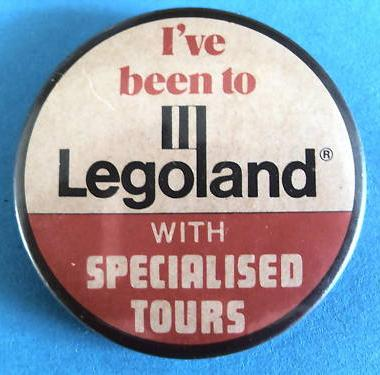 I've
been to
Legoland®
WITH
SPECIALISED
TOURS